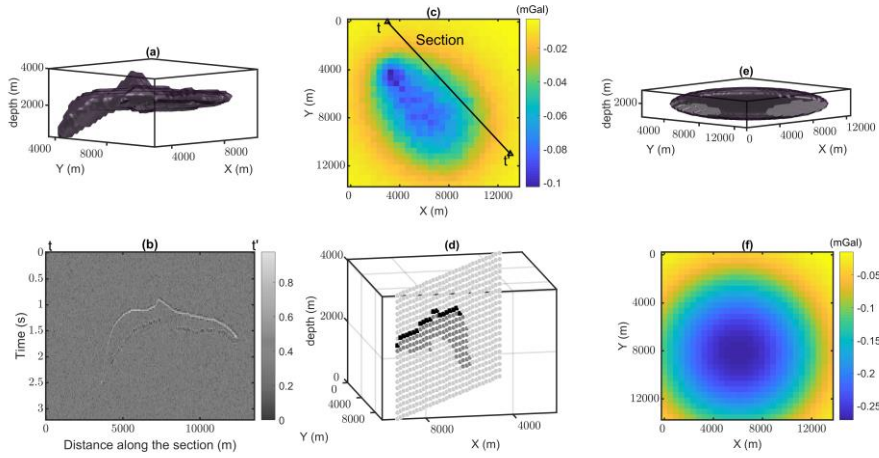 (a)
4000
2000
depth (m)
4000
8000
Y (m)
4000
8000
X (m)
(c)
(mGal)
t
Section
t'
0
4000
8000
12000
Y (m)
0
4000
8000
12000
X (m)
-0.02
-0.04
-0.06
-0.08
-0.1
(e)
2000
depth (m)
4000
8000
12000
Y (m)
0
4000
8000
12000
X (m)
t
(b)
t'
0
0.5
1.0
1.5
2.0
2.5
3.0
Time (s)
5000
10000
Distance along the section (m)
0.8
0.6
0.4
0.2
0
(d)
4000
2000
0
depth (m)
0
4000
8000
Y (m)
8000
4000
X (m)
(f)
(mGal)
0
4000
8000
12000
Y (m)
0
4000
8000
12000
X (m)
-0.05
-0.1
-0.15
-0.2
-0.25